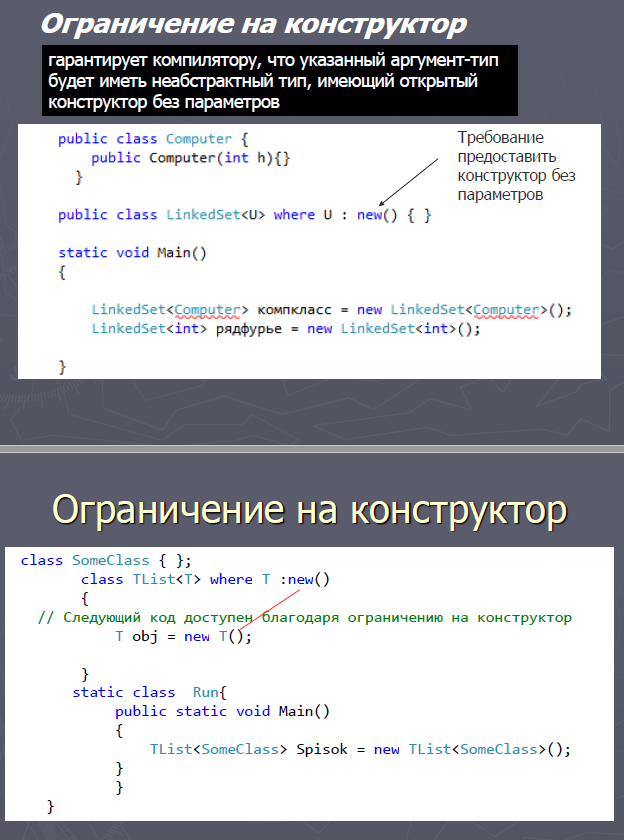 Ограничение на конструктор
гарантирует компилятору, что указанный аргумент-тип
будет иметь неабстрактный тип, имеющий открытый
конструктор без параметров
public class Computer {
public Computer(int h){}
}
Требование
предоставить
конструктор без
параметров
public class LinkedSet<U> where U : new() { }
static void Main()
{
LinkedSet<Computer> компкласс = new LinkedSet<Computer>();
LinkedSet<int> рядфурье = new LinkedSet<int>();
}
Ограничение на конструктор
class SomeClass { };
class TList<T> where T :new()
{
// Следующий код доступен благодаря ограничению на конструктор
T obj = new T();
}
static class  Run{
public static void Main()
{
TList<SomeClass> Spisok = new TList<SomeClass>();
}
}
}